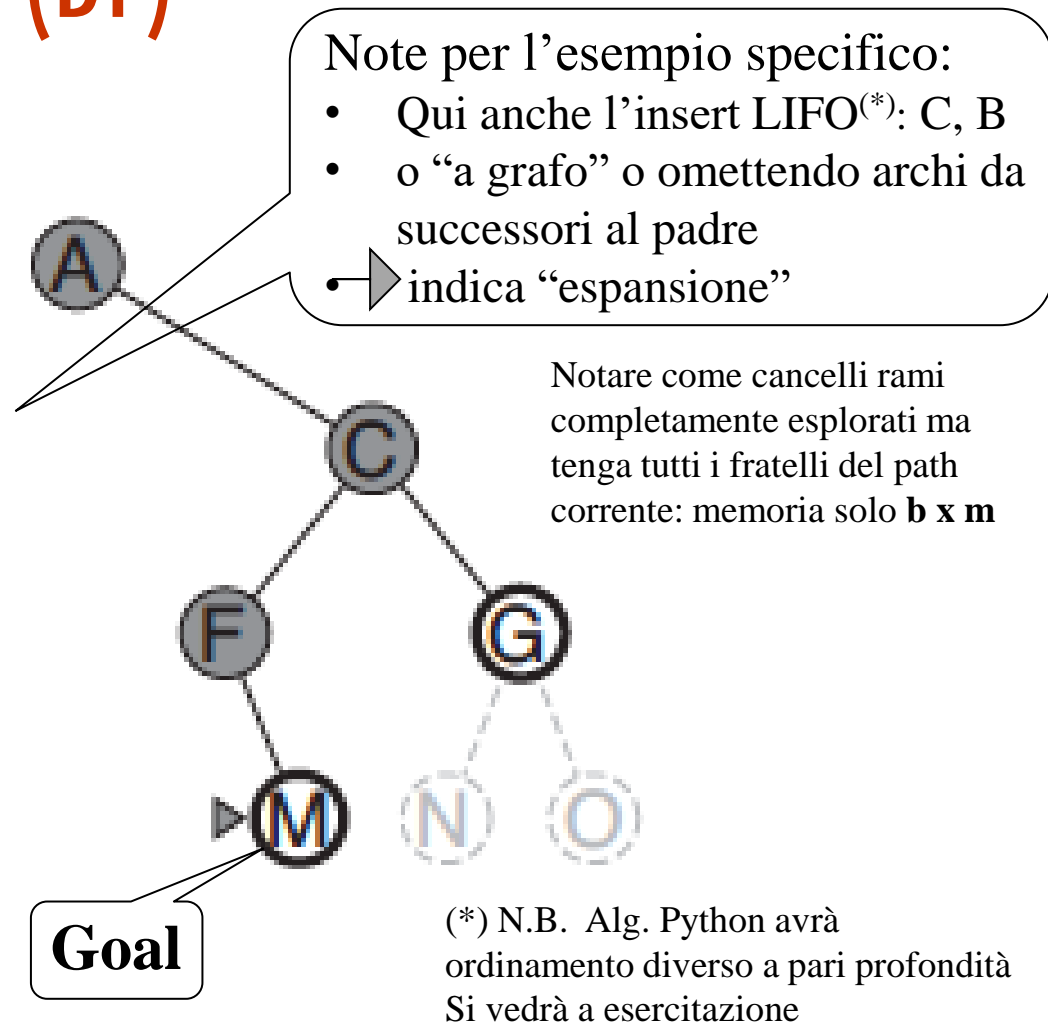 (DF)
Note per l’esempio specifico:
• Qui anche l’insert LIFO(*): C, B
• o “a grafo” o omettendo archi da
successori al padre
• indica “espansione”
A
Notare come cancelli rami
completamente esplorati ma
tenga tutti i fratelli del path
corrente: memoria solo b x m
C
F
G
M
N
O
Goal
(*) N.B. Alg. Python avrà
ordinamento diverso a pari profondità
Si vedrà a esercitazione